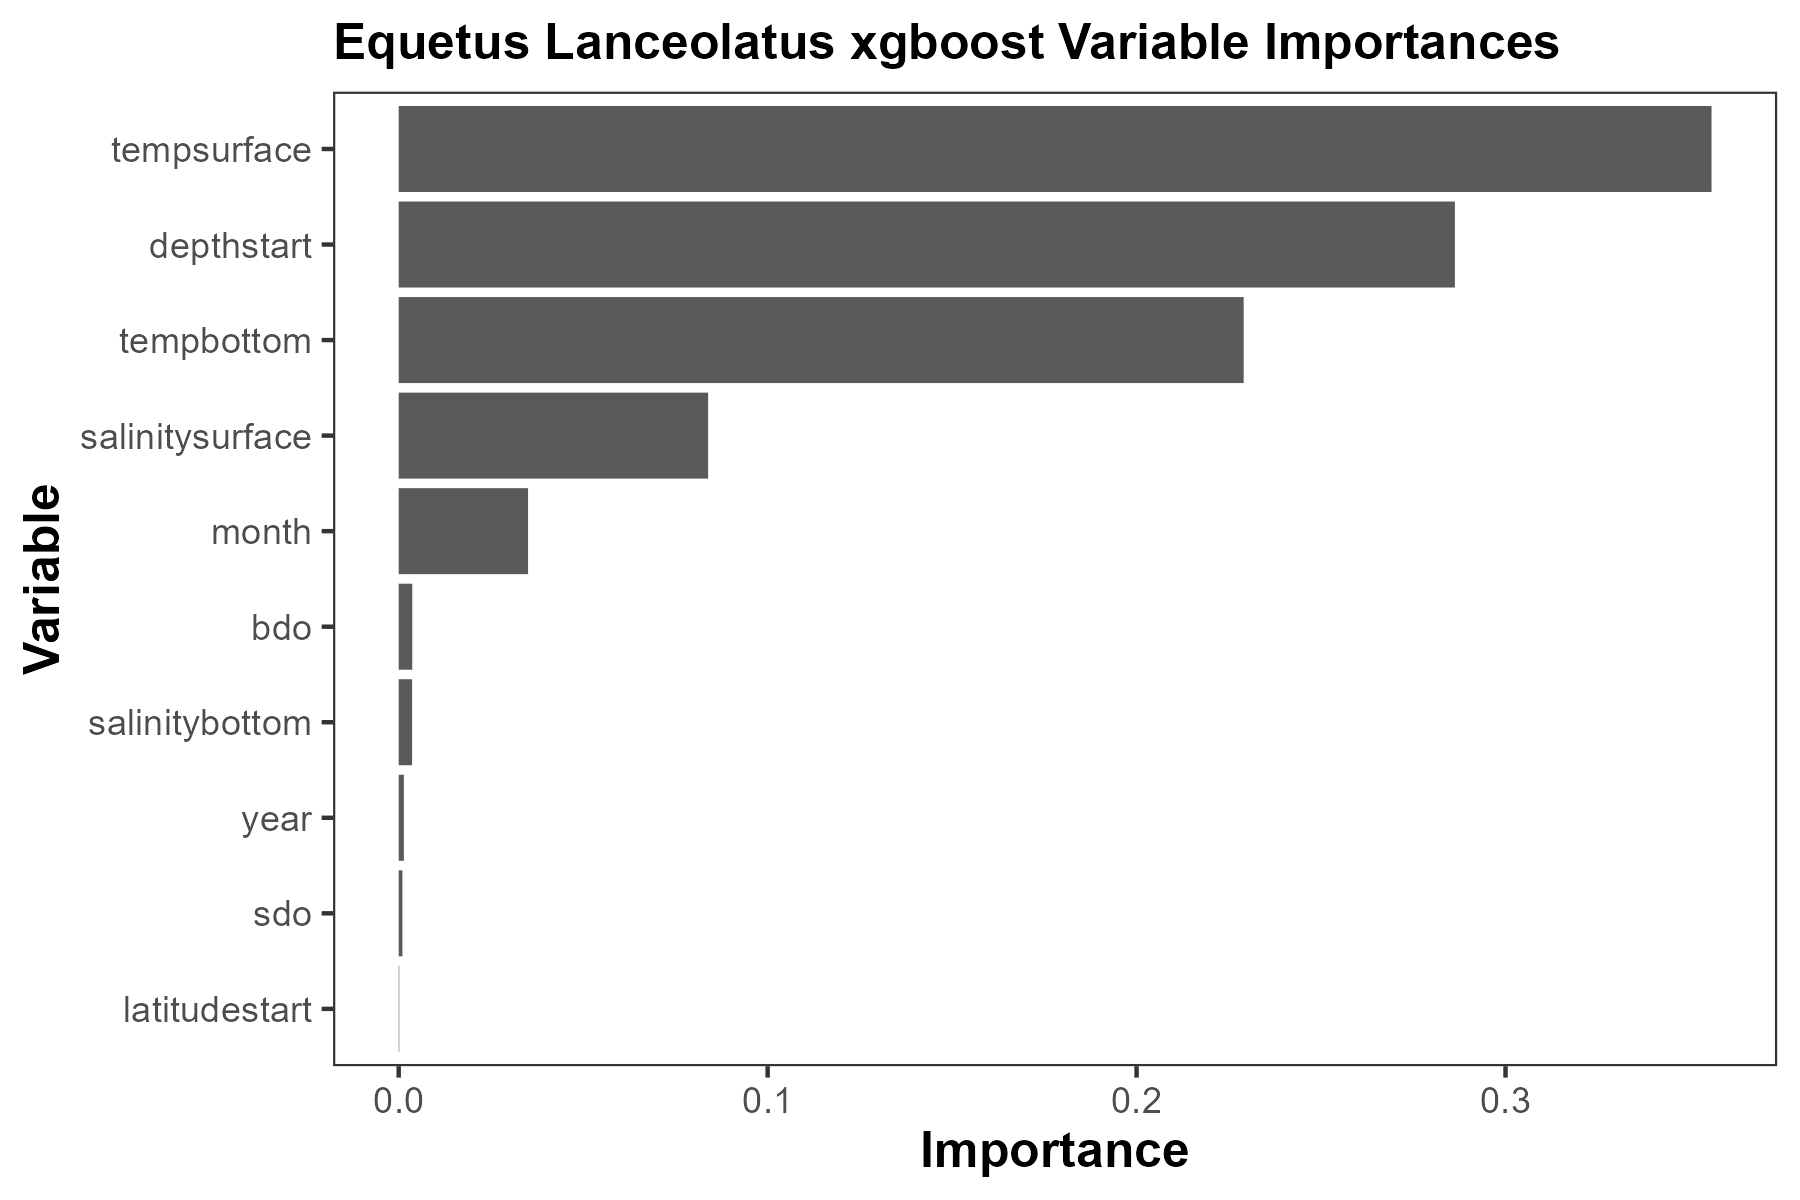 Equetus Lanceolatus xgboost Variable Importances
tempsurface
depthstart
tempbottom
salinitysurface
month
bdo
salinitybottom
year
sdo
latitudestart
Variable
0.0 0.1 0.2 0.3
Importance